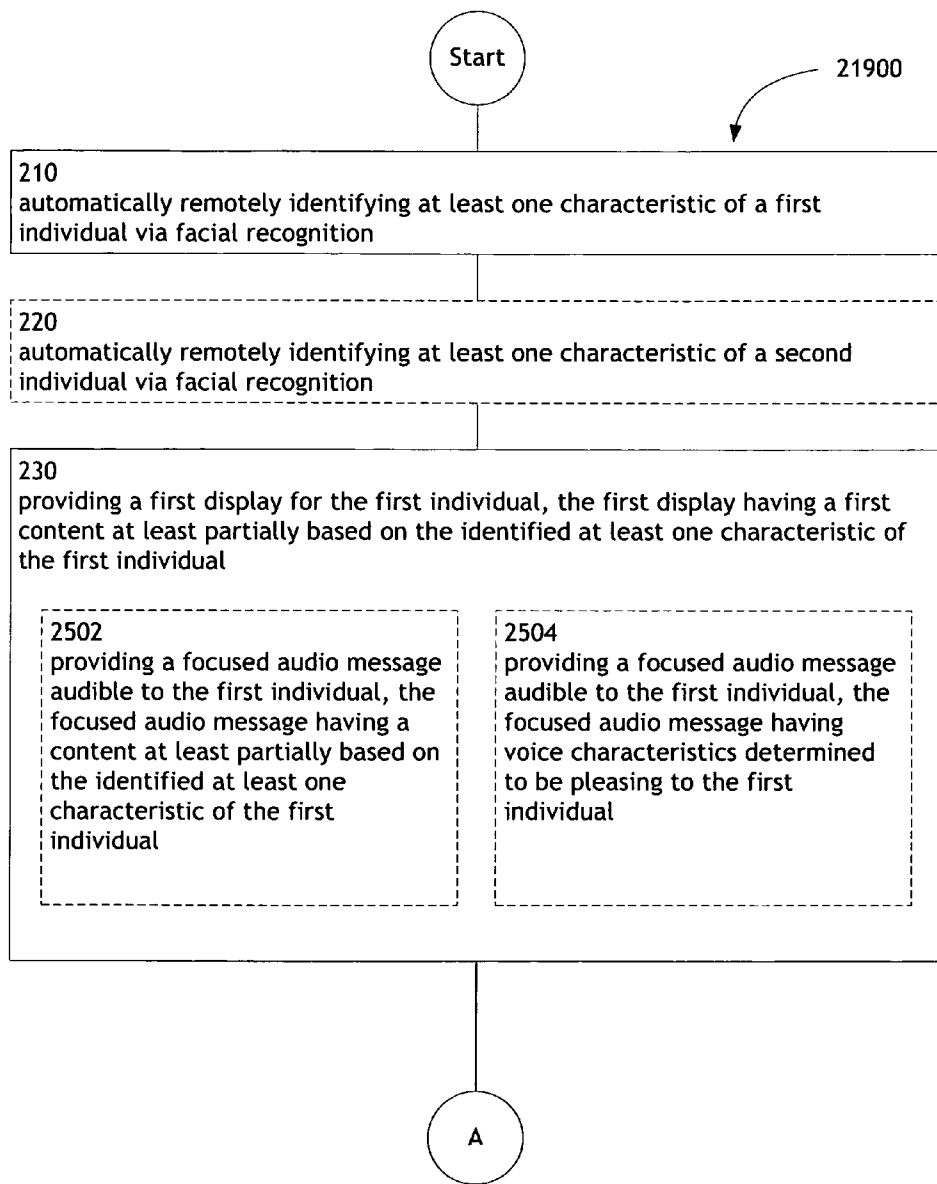 Start
21900
210
automatically remotely identifying at least one characteristic of a first
individual via facial recognition
220
automatically remotely identifying at least one characteristic of a second
individual via facial recognition
230
providing a first display for the first individual, the first display having a first
content at least partially based on the identified at least one characteristic of
the first individual
2502
providing a focused audio message
audible to the first individual, the
focused audio message having a
content at least partially based on
the identified at least one
characteristic of the first
individual
2504
providing a focused audio message
audible to the first individual, the
focused audio message having
voice characteristics determined
to be pleasing to the first
individual
A